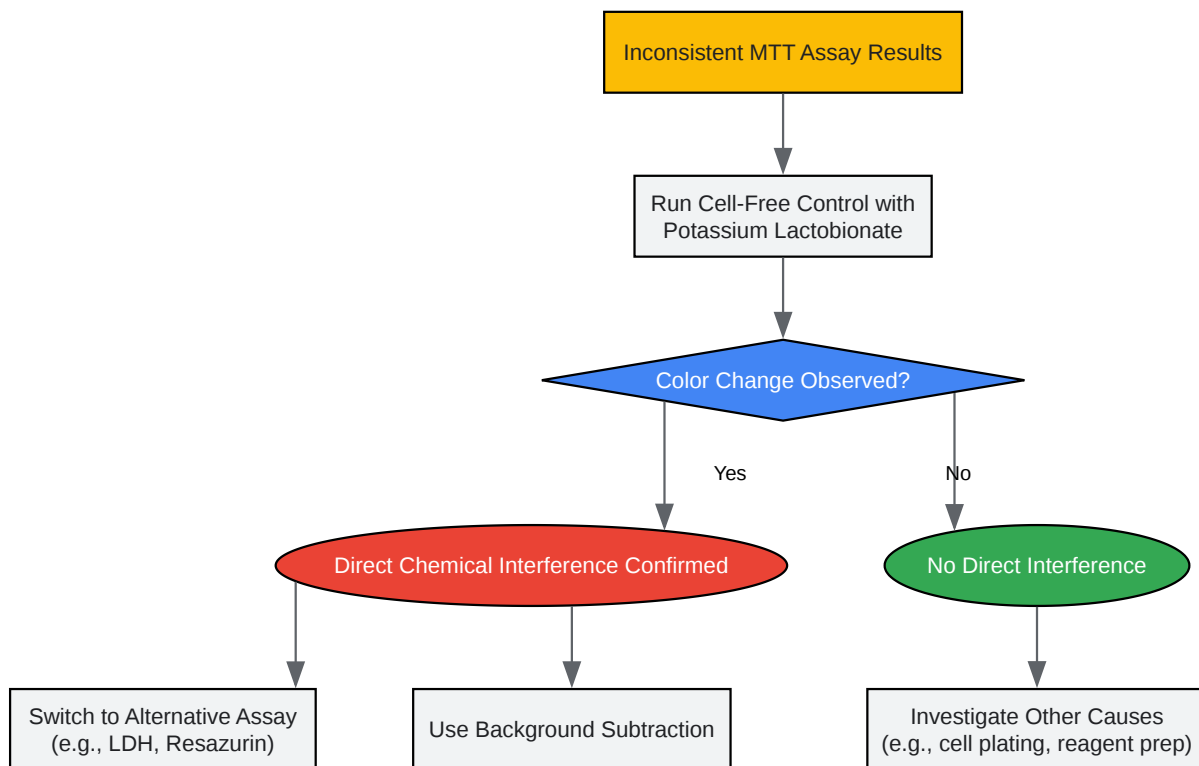 Inconsistent MTT Assay Results
Run Cell-Free Control with
Potassium Lactobionate
Color Change Observed?
Yes
No
Direct Chemical Interference Confirmed
No Direct Interference
Switch to Alternative Assay
(e.g., LDH, Resazurin)
Use Background Subtraction
Investigate Other Causes
(e.g., cell plating, reagent prep)